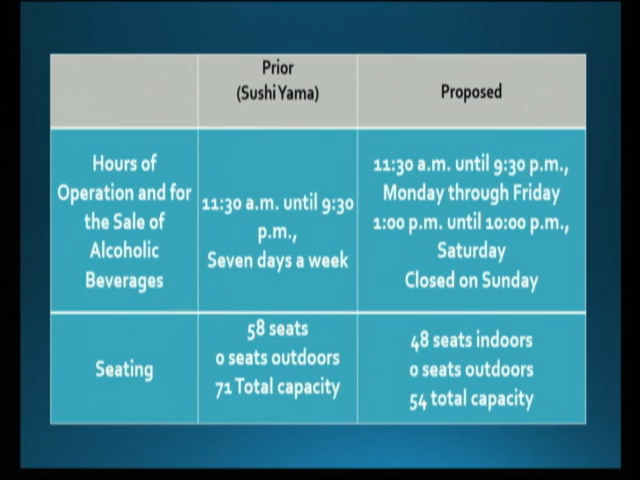 Prior
(Sushi Yama)
Proposed
Hours of
Operation and for
the Sale of
Alcoholic
Beverages
11:30 a.m. until 9:30
p.m.,
Seven days a week
11:30 a.m. until 9:30 p.m.,
Monday through Friday
1:00 p.m. until 10:00 p.m.,
Saturday
Closed on Sunday
Seating
58 seats
0 seats outdoors
71 Total capacity
48 seats indoors
0 seats outdoors
54 total capacity